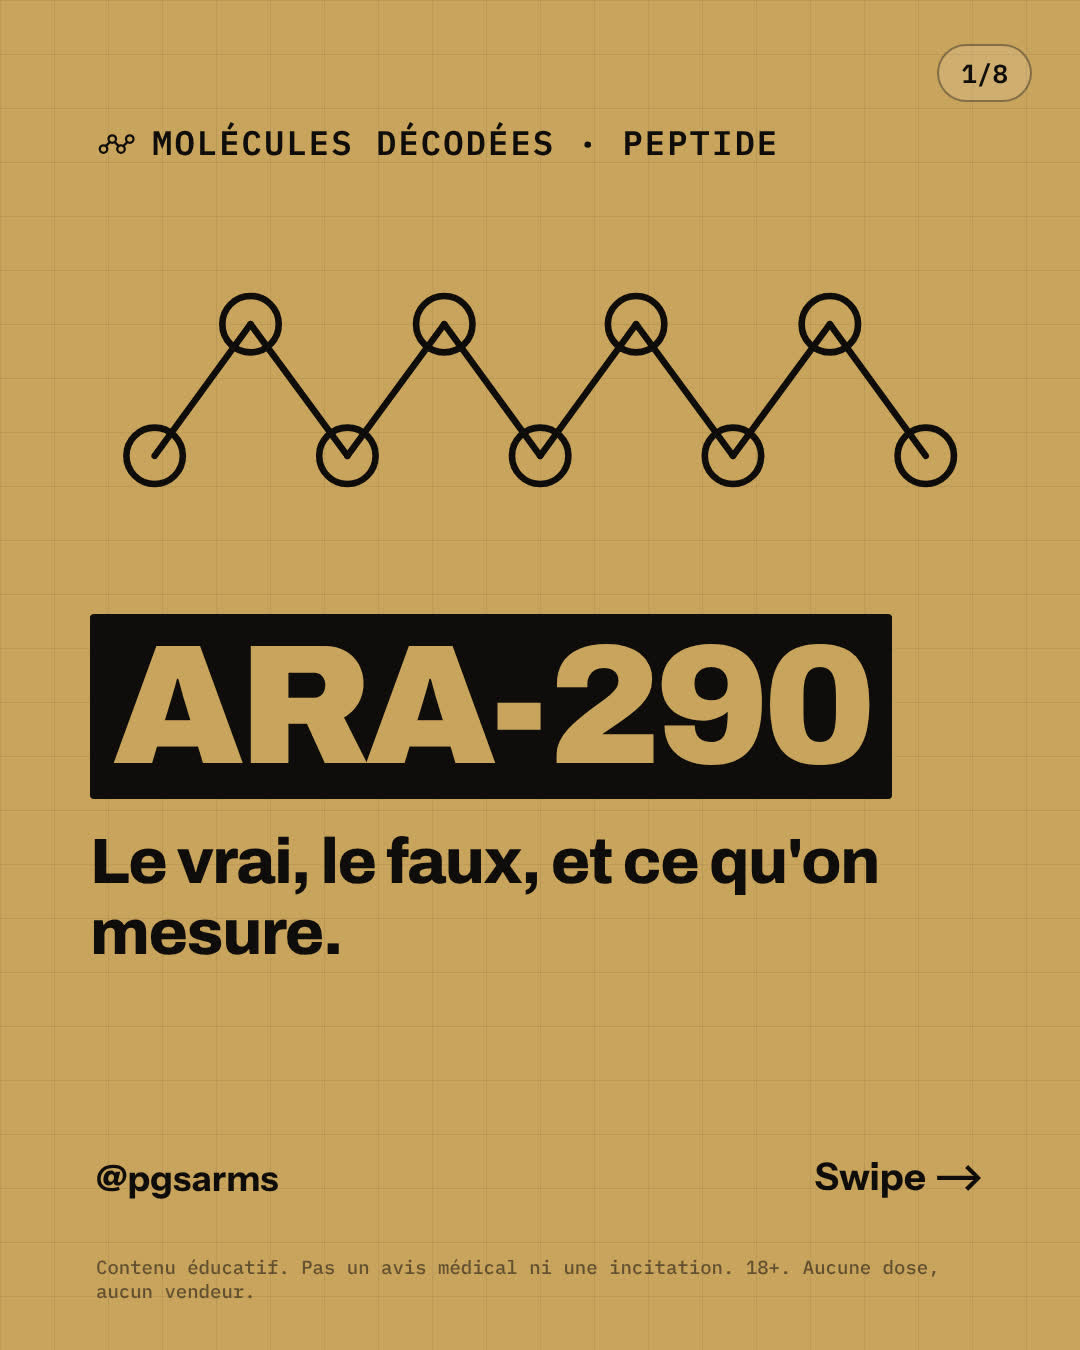 1/8
MOLÉCULES DÉCODÉES · PEPTIDE
ARA-290
Le vrai, le faux, et ce qu'on
mesure.
@pgsarms
Swipe →
Contenu éducatif. Pas un avis médical ni une incitation. 18+. Aucune dose,
aucun vendeur.